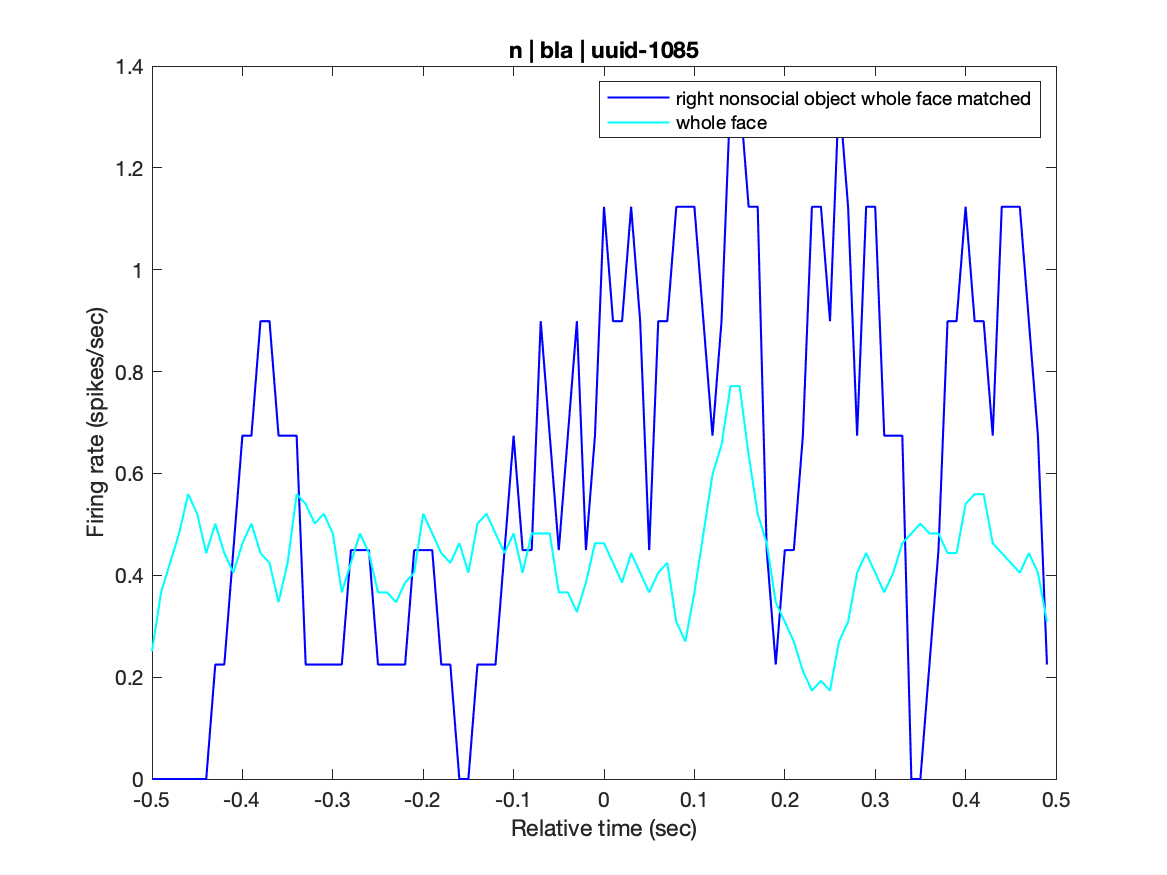 n | bla | uuid-1085
right nonsocial object whole face matched
whole face
1.4
1.2
1
0.8
0.6
0.4
0.2
0
Firing rate (spikes/sec)
-0.5 -0.4 -0.3 -0.2 -0.1 0 0.1 0.2 0.3 0.4 0.5
Relative time (sec)